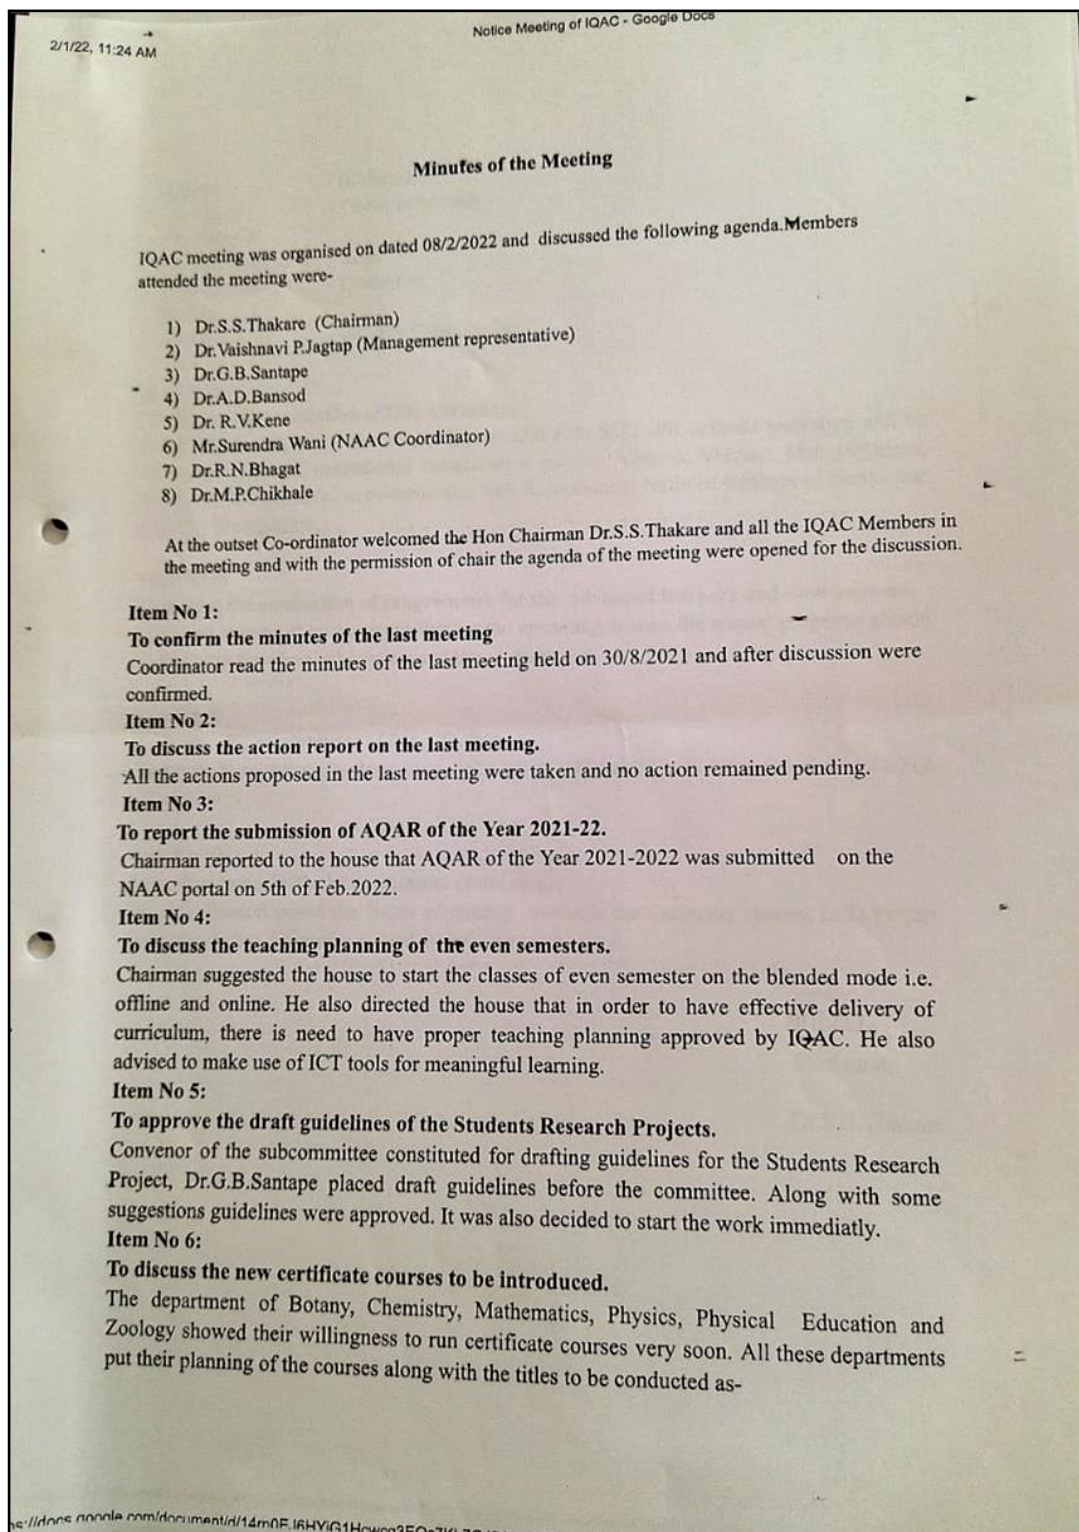 2/1/22, 11:24 AM
Notice Meeting of IQAC - Google Docs
Minutes of the Meeting
IQAC meeting was organised on dated 08/2/2022 and discussed the following agenda.Members
attended the meeting were-
1) Dr.S.S.Thakare (Chairman)
2) Dr.Vaishnavi P.Jagtap (Management representative)
3) Dr.G.B.Santape
4) Dr.A.D.Bansod
5) Dr. R.V.Kene
6) Mr.Surendra Wani (NAAC Coordinator)
7) Dr.R.N.Bhagat
8) Dr.M.P.Chikhale
At the outset Co-ordinator welcomed the Hon Chairman Dr.S.S.Thakare and all the IQAC Members in
the meeting and with the permission of chair the agenda of the meeting were opened for the discussion.
Item No 1:
To confirm the minutes of the last meeting
Coordinator read the minutes of the last meeting held on 30/8/2021 and after discussion were
confirmed.
Item No 2:
To discuss the action report on the last meeting.
All the actions proposed in the last meeting were taken and no action remained pending.
Item No 3:
To report the submission of AQAR of the Year 2021-22.
Chairman reported to the house that AQAR of the Year 2021-2022 was submitted on the
NAAC portal on 5th of Feb.2022.
Item No 4:
To discuss the teaching planning of the even semesters.
Chairman suggested the house to start the classes of even semester on the blended mode i.e.
offline and online. He also directed the house that in order to have effective delivery of
curriculum, there is need to have proper teaching planning approved by IQAC. He also
advised to make use of ICT tools for meaningful learning.
Item No 5:
To approve the draft guidelines of the Students Research Projects.
Convenor of the subcommittee constituted for drafting guidelines for the Students Research
Project, Dr.G.B.Santape placed draft guidelines before the committee. Along with some
suggestions guidelines were approved. It was also decided to start the work immediatly.
Item No 6:
To discuss the new certificate courses to be introduced.
The department of Botany, Chemistry, Mathematics, Physics, Physical Education and
Zoology showed their willingness to run certificate courses very soon. All these departments
put their planning of the courses along with the titles to be conducted as-